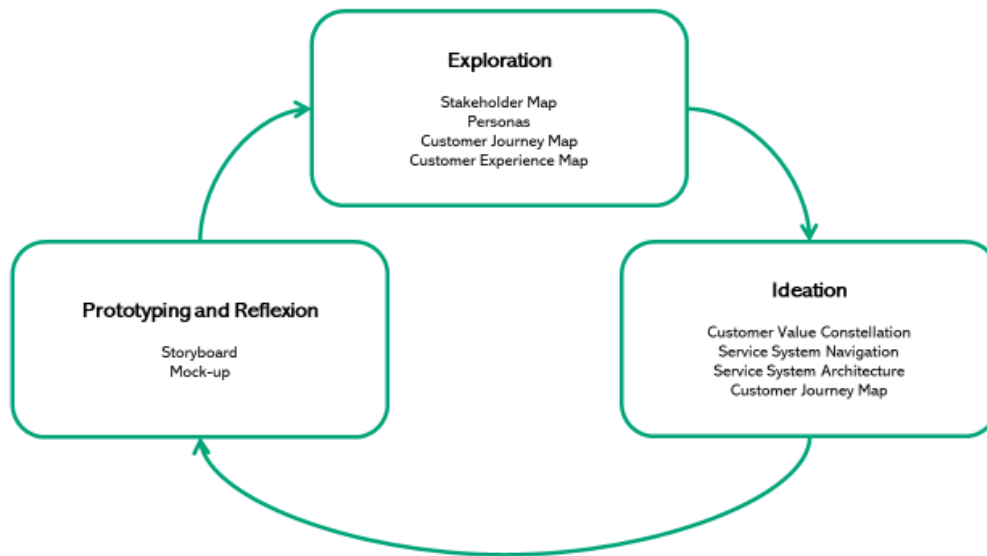 Exploration
Stakeholder Map
Personas
Customer Journey Map
Customer Experience Map
Prototyping and Reflexion
Storyboard
Mock-up
Ideation
Customer Value Constellation
Service System Navigation
Service System Architecture
Customer Journey Map